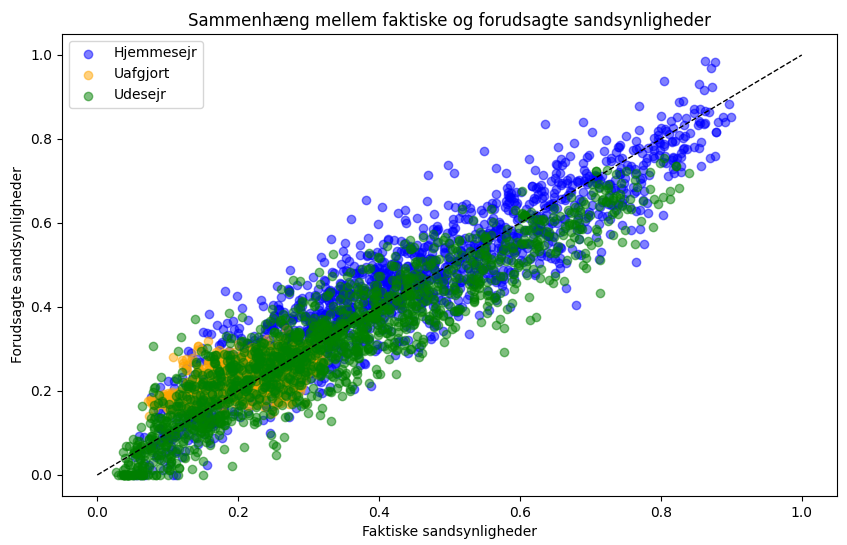 Sammenhæng mellem faktiske og forudsagte sandsynligheder
Hjemmesejr
Uafgjort
Udesejr
1.0
0.8
0.6
0.4
0.2
0.0
Forudsagte sandsynligheder
0.0 0.2 0.4 0.6 0.8 1.0
Faktiske sandsynligheder